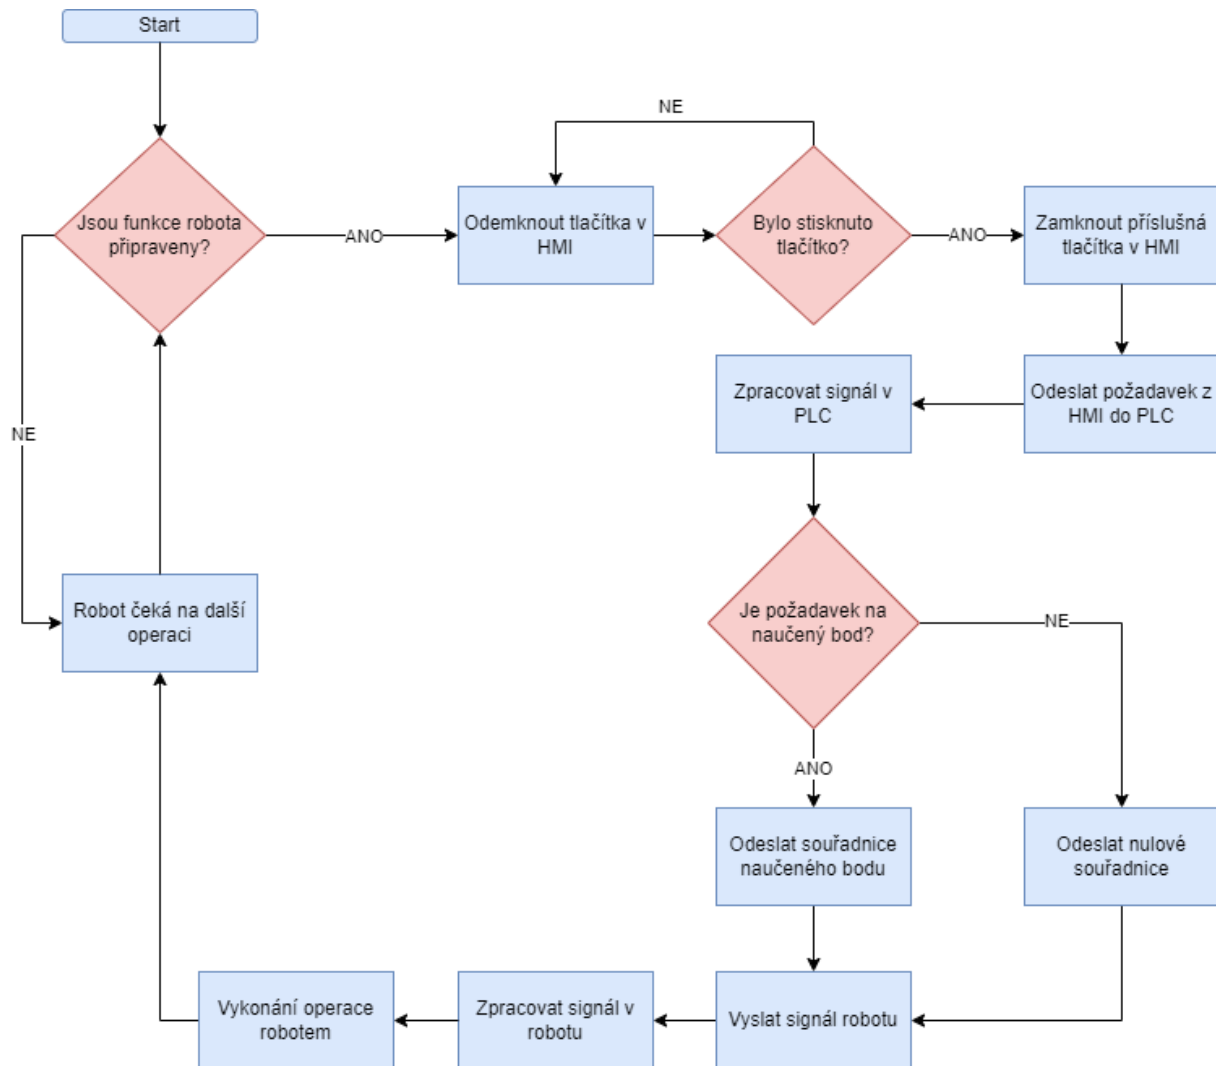 Start
NE
Jsou funkce robota
připraveny?
ANO
Odemknout tlačítka v
HMI
Bylo stisknuto
tlačítko?
ANO
Zamknout příslušná
tlačítka v HMI
Zpracovat signál v
PLC
Odeslat požadavek z
HMI do PLC
NE
Robot čeká na další
operaci
Je požadavek na
naučený bod?
NE
ANO
Odeslat souřadnice
naučeného bodu
Odeslat nulové
souřadnice
Vykonání operace
robotem
Zpracovat signál v
robotu
Vyslat signál robotu